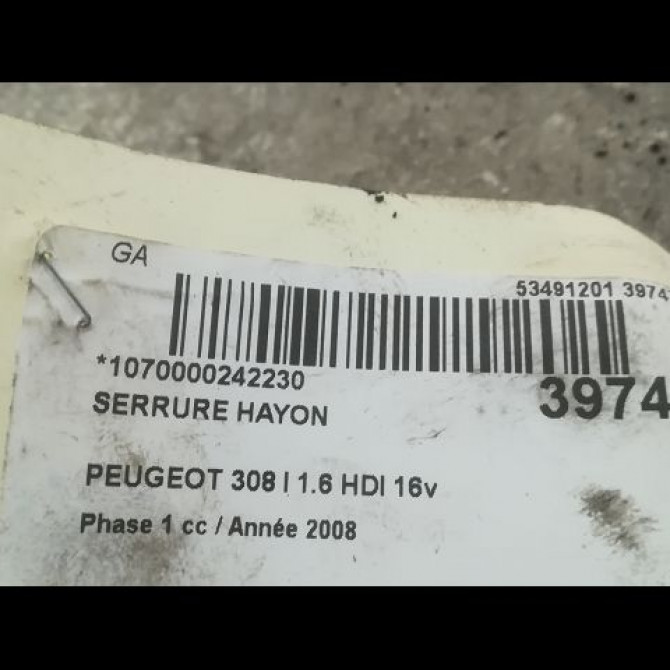 GA
53491201 3974
*1070000242230
3974
SERRURE HAYON
PEUGEOT 308 I 1.6 HDI 16v
Phase 1 cc / Année 2008